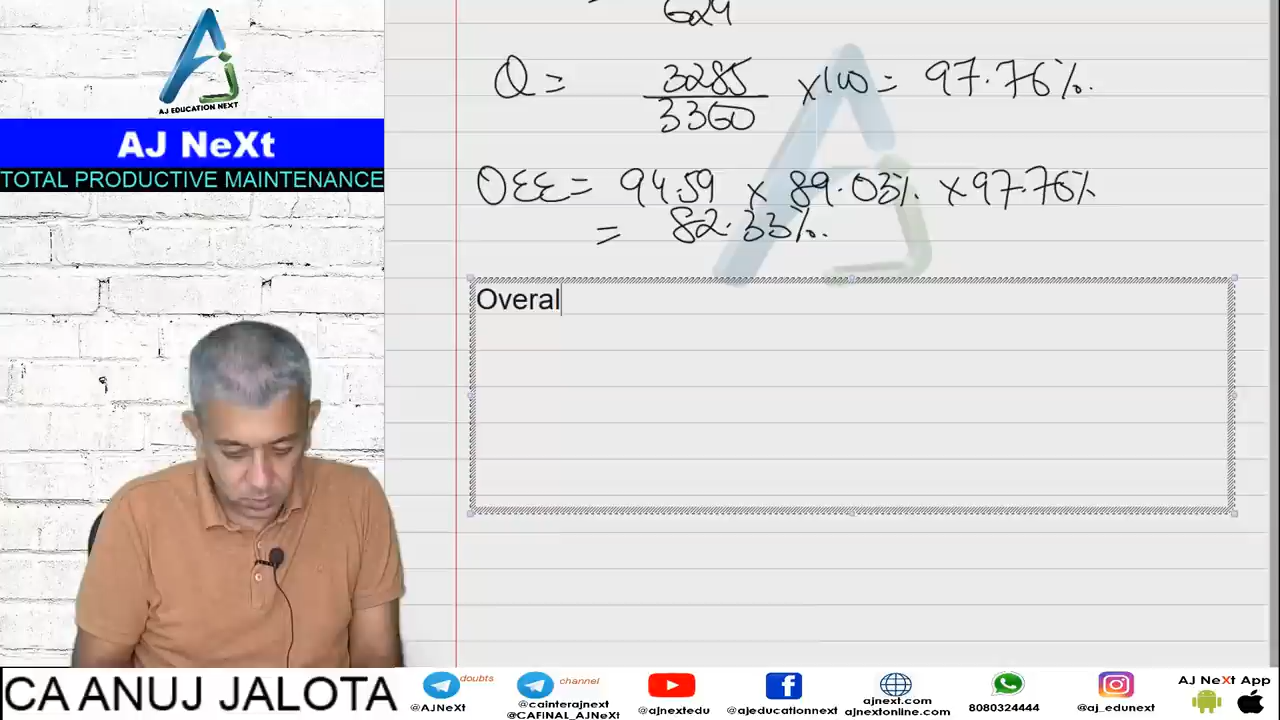 AJ EDUCATION NEXT
AJ NeXt
TOTAL PRODUCTIVE MAINTENANCE
624
Q = 3285 / 3360 × 100 = 97.76%.
OEE = 94.59 × 89.03%. × 97.76%
= 82.33%.
Overal
CA ANUJ JALOTA
doubts
@AJNeXt
channel
@cainterajnext
@CAFINAL_AJNeXt
@ajnextedu
@ajeducationnext
ajnext.com
ajnextonline.com
8080324444
@aj_edunext
AJ NeXt App